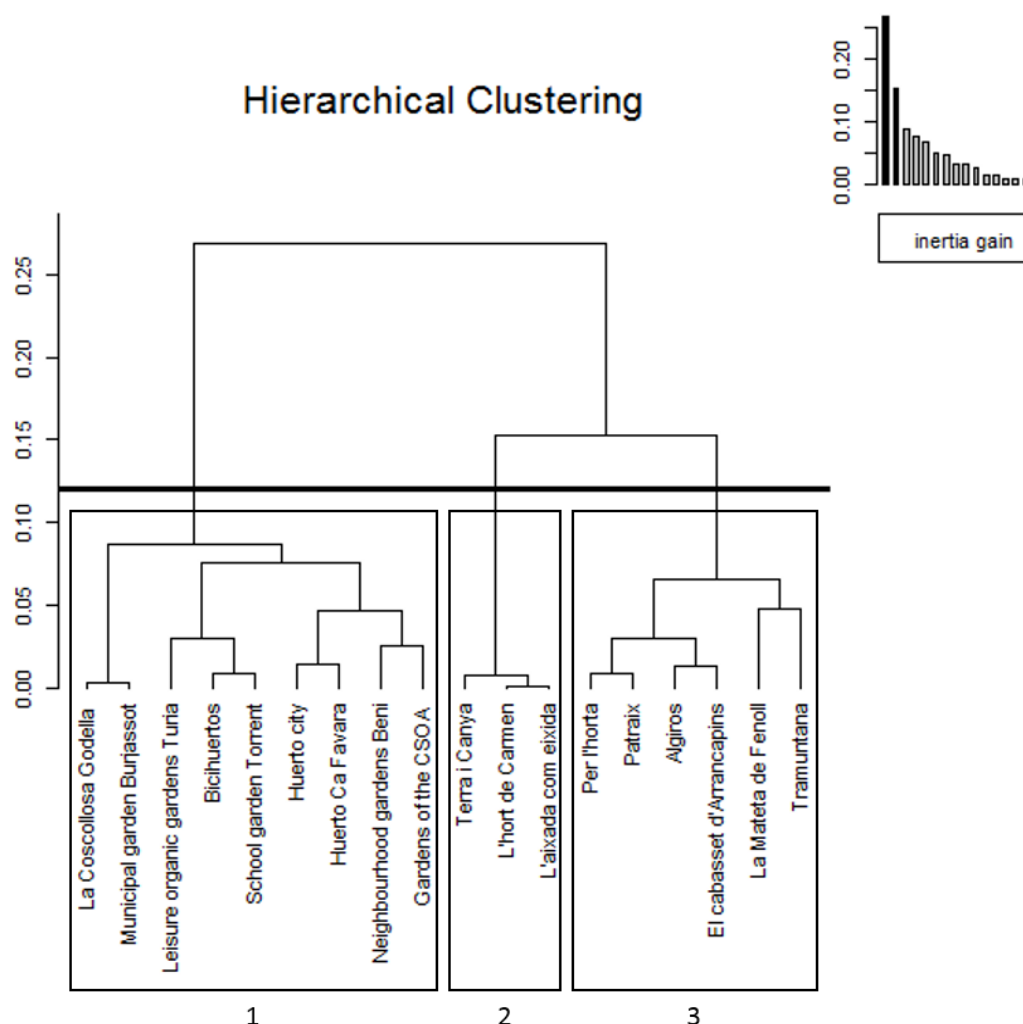 Hierarchical Clustering
0.20
0.10
0.00
inertia gain
0.25
0.20
0.15
0.10
0.05
0.00
La Coscollosa Godella
Municipal garden Burjassot
Leisure organic gardens Turia
Bicihuertos
School garden Torrent
Huerto city
Huerto Ca Favara
Neighbourhood gardens Beni
Gardens of the CSOA
Terra i Canya
L'hort de Carmen
L'aixada com eixida
Per l'horta
Patraix
Algiros
El cabasset d'Arrancapins
La Mateta de Fenoll
Tramuntana
1
2
3